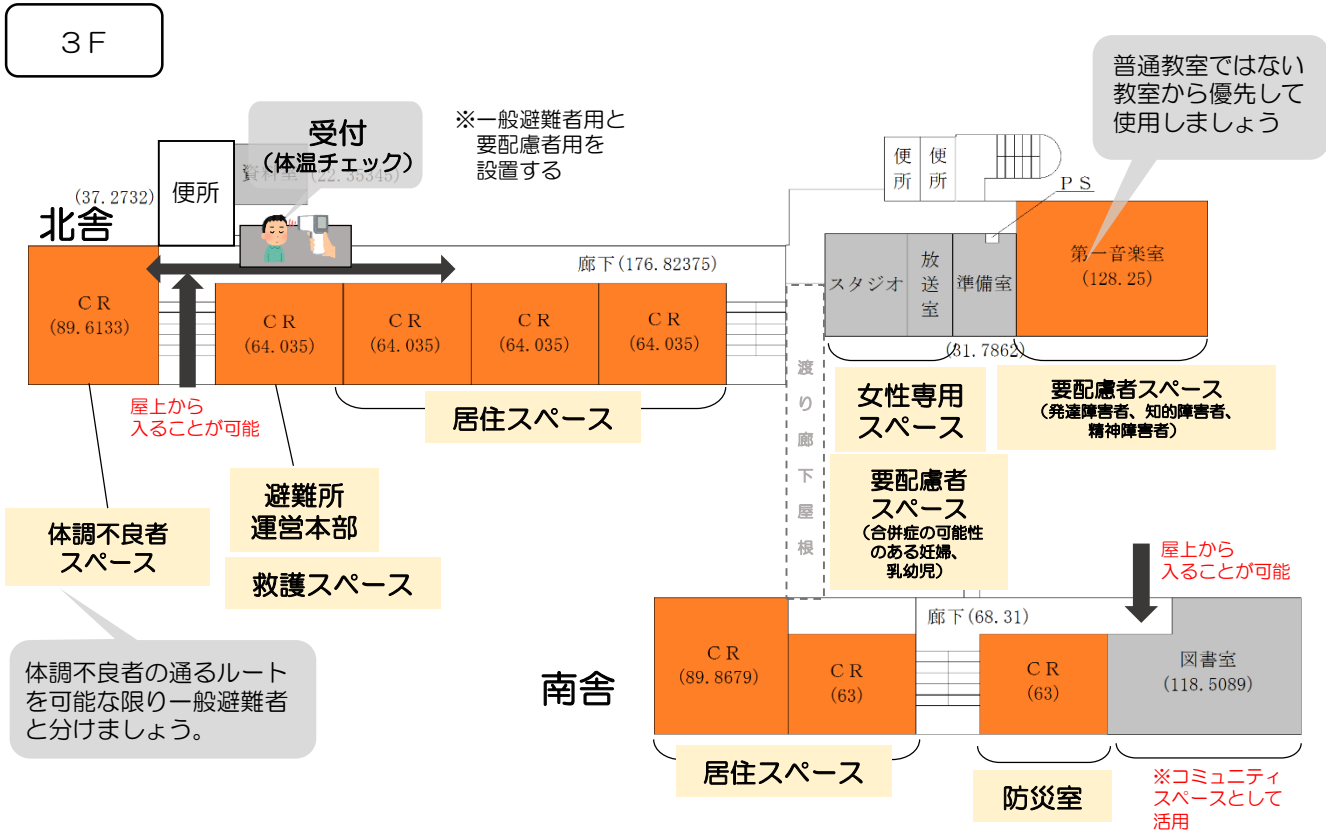 ３Ｆ
普通教室ではない
教室から優先して
使用しましょう
受付
（体温チェック）
※一般避難者用と
要配慮者用を
設置する
資料室 (22.35345)
(37.2732)
便所
便所
便所
ＰＳ
北舎
廊下(176.82375)
ＣＲ
(89.6133)
ＣＲ
(64.035)
ＣＲ
(64.035)
ＣＲ
(64.035)
ＣＲ
(64.035)
スタジオ
放送室
準備室
(31.7862)
第一音楽室
(128.25)
渡り廊下屋根
屋上から
入ることが可能
居住スペース
女性専用
スペース
要配慮者スペース
（発達障害者、知的障害者、
精神障害者）
体調不良者
スペース
避難所
運営本部
救護スペース
要配慮者
スペース
（合併症の可能性
のある妊婦、
乳幼児）
屋上から
入ることが可能
体調不良者の通るルート
を可能な限り一般避難者
と分けましょう。
南舎
廊下(68.31)
ＣＲ
(89.8679)
ＣＲ
(63)
ＣＲ
(63)
図書室
(118.5089)
居住スペース
防災室
※コミュニティ
スペースとして
活用